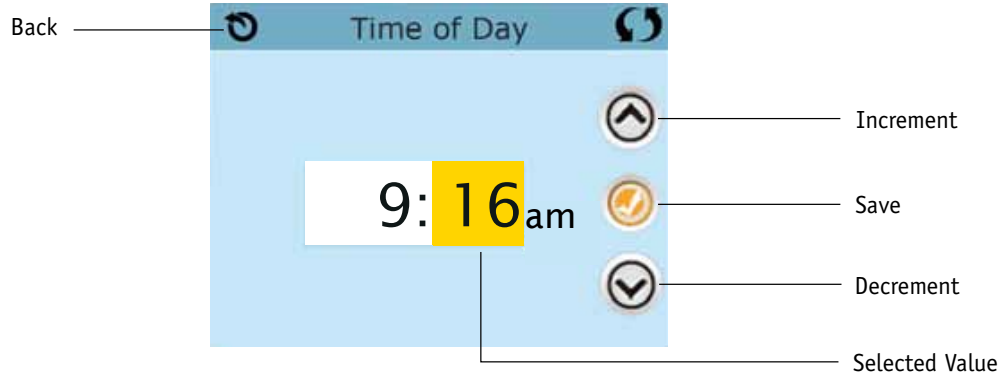 Back
Time of Day
Increment
9:16am
Save
Decrement
Selected Value